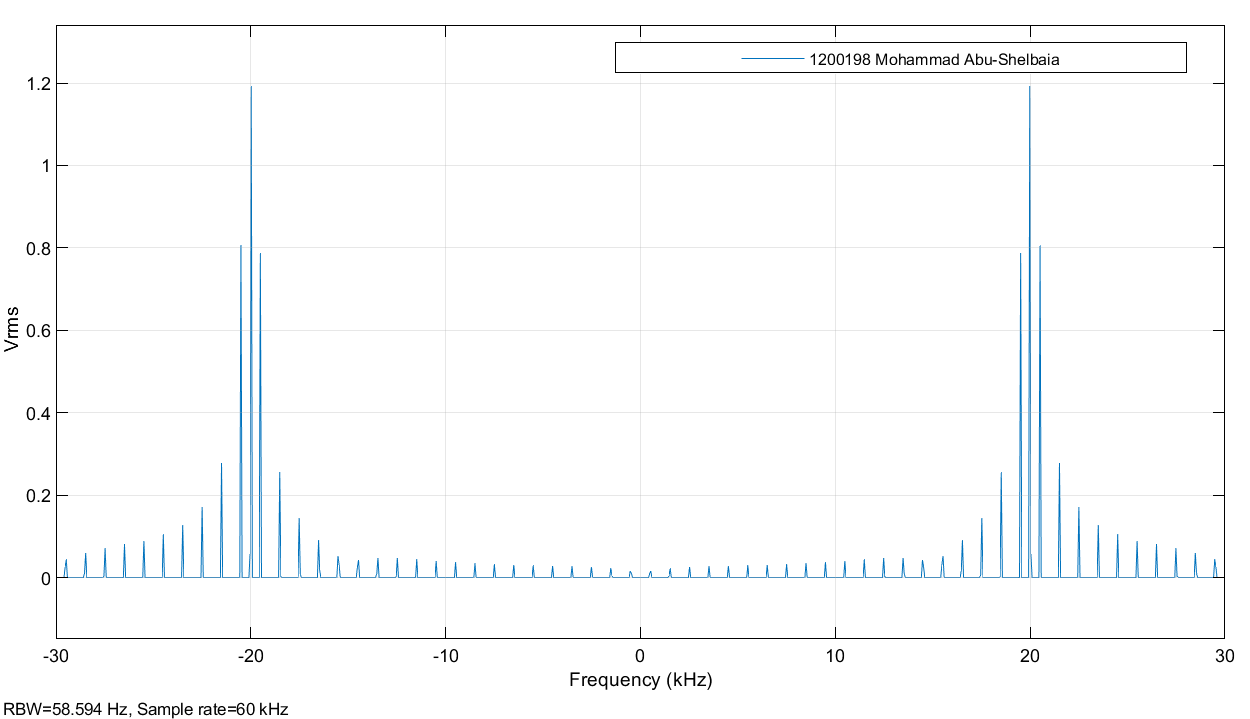 1200198 Mohammad Abu-Shelbaia
1.2
1
0.8
0.6
0.4
0.2
0
Vrms
-30 -20 -10 0 10 20 30
Frequency (kHz)
RBW=58.594 Hz, Sample rate=60 kHz